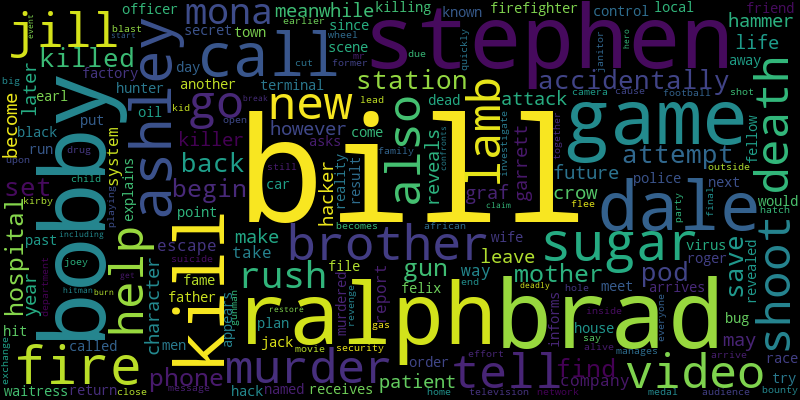 bill
stephen
ralph
brad
bobby
game
dale
kill
sugar
murder
brother
fire
call
tell
video
jill
ashley
mona
go
new
help
rush
also
lamb
shoot
death
station
accidentally
attempt
killed
hospital
back
begin
find
phone
gun
mother
pod
save
leave
set
patient
life
hammer
crow
future
reveals
hacker
killer
however
meanwhile
officer
firefighter
control
local
friend
killing
known
secret
town
since
earlier
scene
wheel
former
mr
due
quickly
cut
janitor
hero
away
factory
day
another
terminal
hunter
oil
later
earl
become
event
big
blast
start
kid
open
break
lead
camera
cause
football
shot
dead
attack
fellow
system
black
put
run
drug
child
upon
playing
explains
asks
come
car
reality
result
still
family
confronts
investigate
together
garrett
graf
police
next
outside
would
hatch
party
finals
virus
roger
revealed
meet
flee
wife
african
becomes
claim
point
make
take
escape
suicide
year
past
including
kirby
joey
character
fame
father
file
felix
way
report
murdered
revenge
appears
gunman
plan
jack
movie
security
gas
end
deadly
hole
arrives
informs
inside
house
company
say
alive
manages
everyone
bug
may
race
arrive
try
bounty
audience
medal
network
television
home
effort
order
receives
named
hack
message
restore
men
called
close
return
waitress
exchange
hit
hitman
burn
department
get